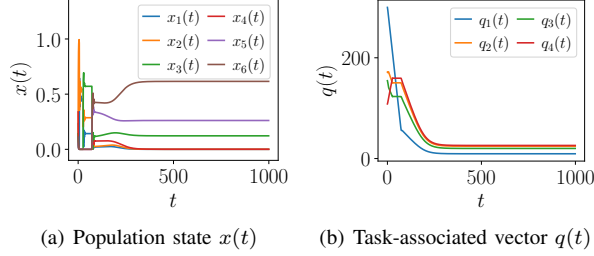 x(t)
1.0
0.5
0.0
x₁(t) x₄(t)
x₂(t) x₅(t)
x₃(t) x₆(t)
0 500 1000
t
(a) Population state x(t)
q(t)
200
0
q₁(t) q₃(t)
q₂(t) q₄(t)
0 500 1000
t
(b) Task-associated vector q(t)